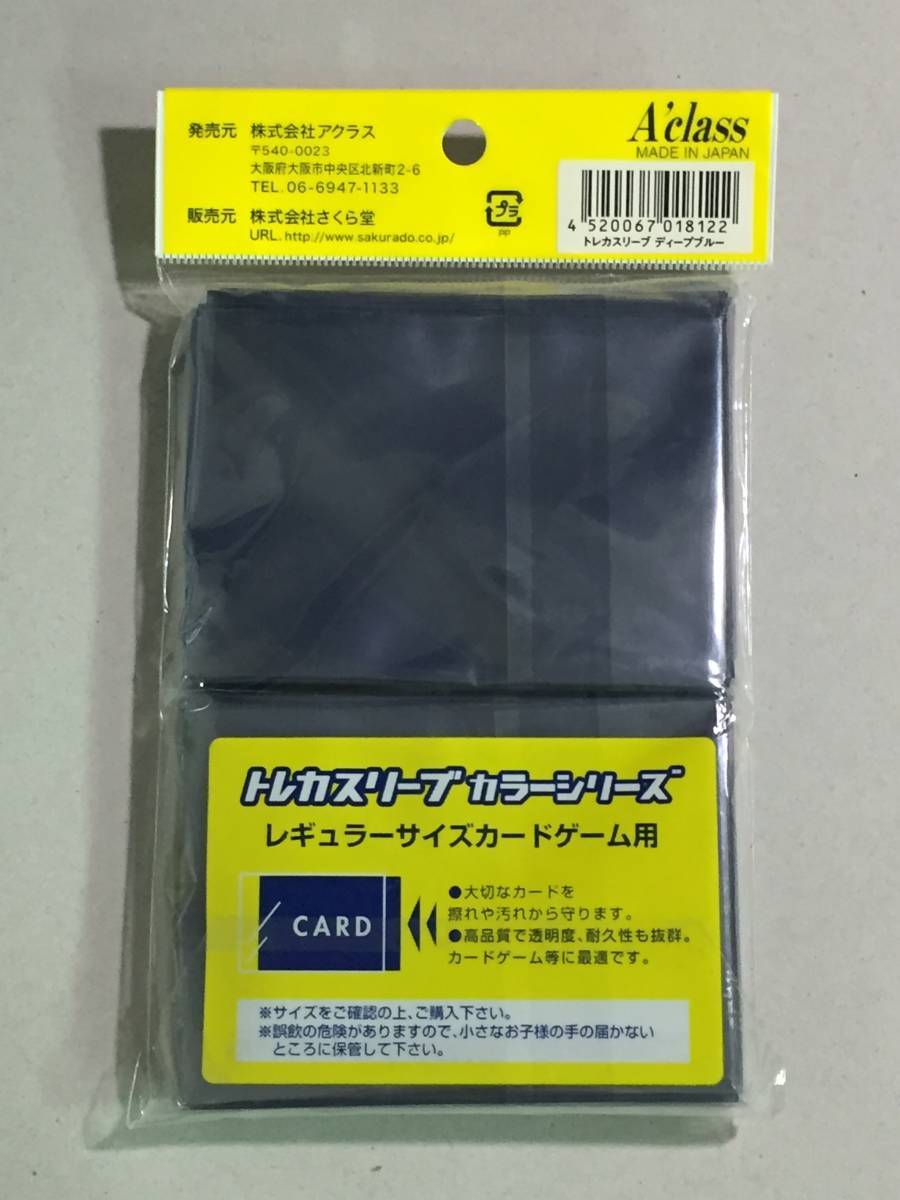 発売元 株式会社アクラス
〒540-0023
大阪府大阪市中央区北新町2-6
TEL. 06-6947-1133
販売元 株式会社さくら堂
URL. http://www.sakurado.co.jp/
プラ
PP
A'class
MADE IN JAPAN
4 520067 018122
トレカスリーブ ディープブルー
トレカスリーブカラーシリーズ
レギュラーサイズカードゲーム用
CARD
●大切なカードを
擦れや汚れから守ります。
●高品質で透明度、耐久性も抜群。
カードゲーム等に最適です。
※サイズをご確認の上、ご購入下さい。
※誤飲の危険がありますので、小さなお子様の手の届かない
ところに保管して下さい。